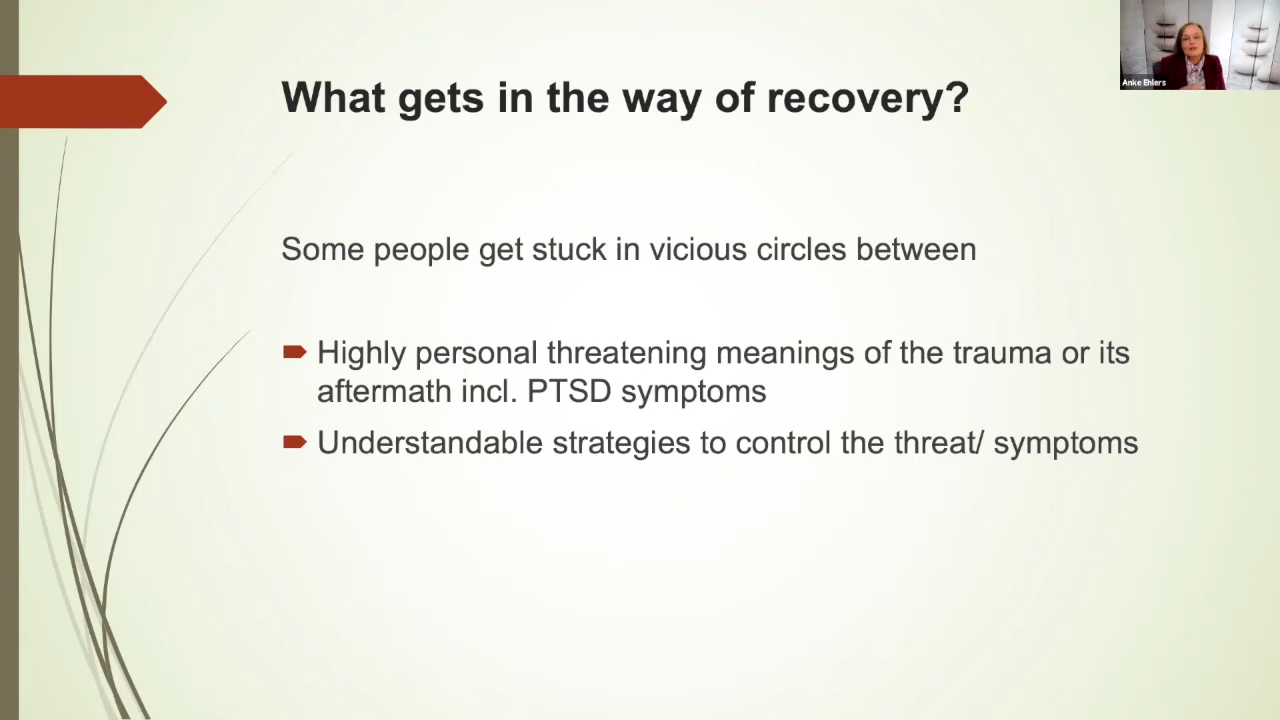 What gets in the way of recovery?
Anke Ehlers
Some people get stuck in vicious circles between
Highly personal threatening meanings of the trauma or its
aftermath incl. PTSD symptoms
Understandable strategies to control the threat/ symptoms